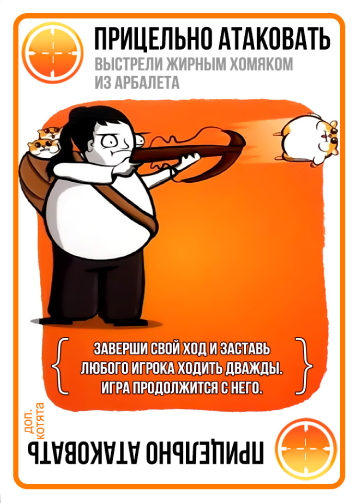 ПРИЦЕЛЬНО АТАКОВАТЬ
ВЫСТРЕЛИ ЖИРНЫМ ХОМЯКОМ
ИЗ АРБАЛЕТА
ЗАВЕРШИ СВОЙ ХОД И ЗАСТАВЬ
ЛЮБОГО ИГРОКА ХОДИТЬ ДВАЖДЫ.
ИГРА ПРОДОЛЖИТСЯ С НЕГО.
доп.
котята
ПРИЦЕЛЬНО АТАКОВАТЬ